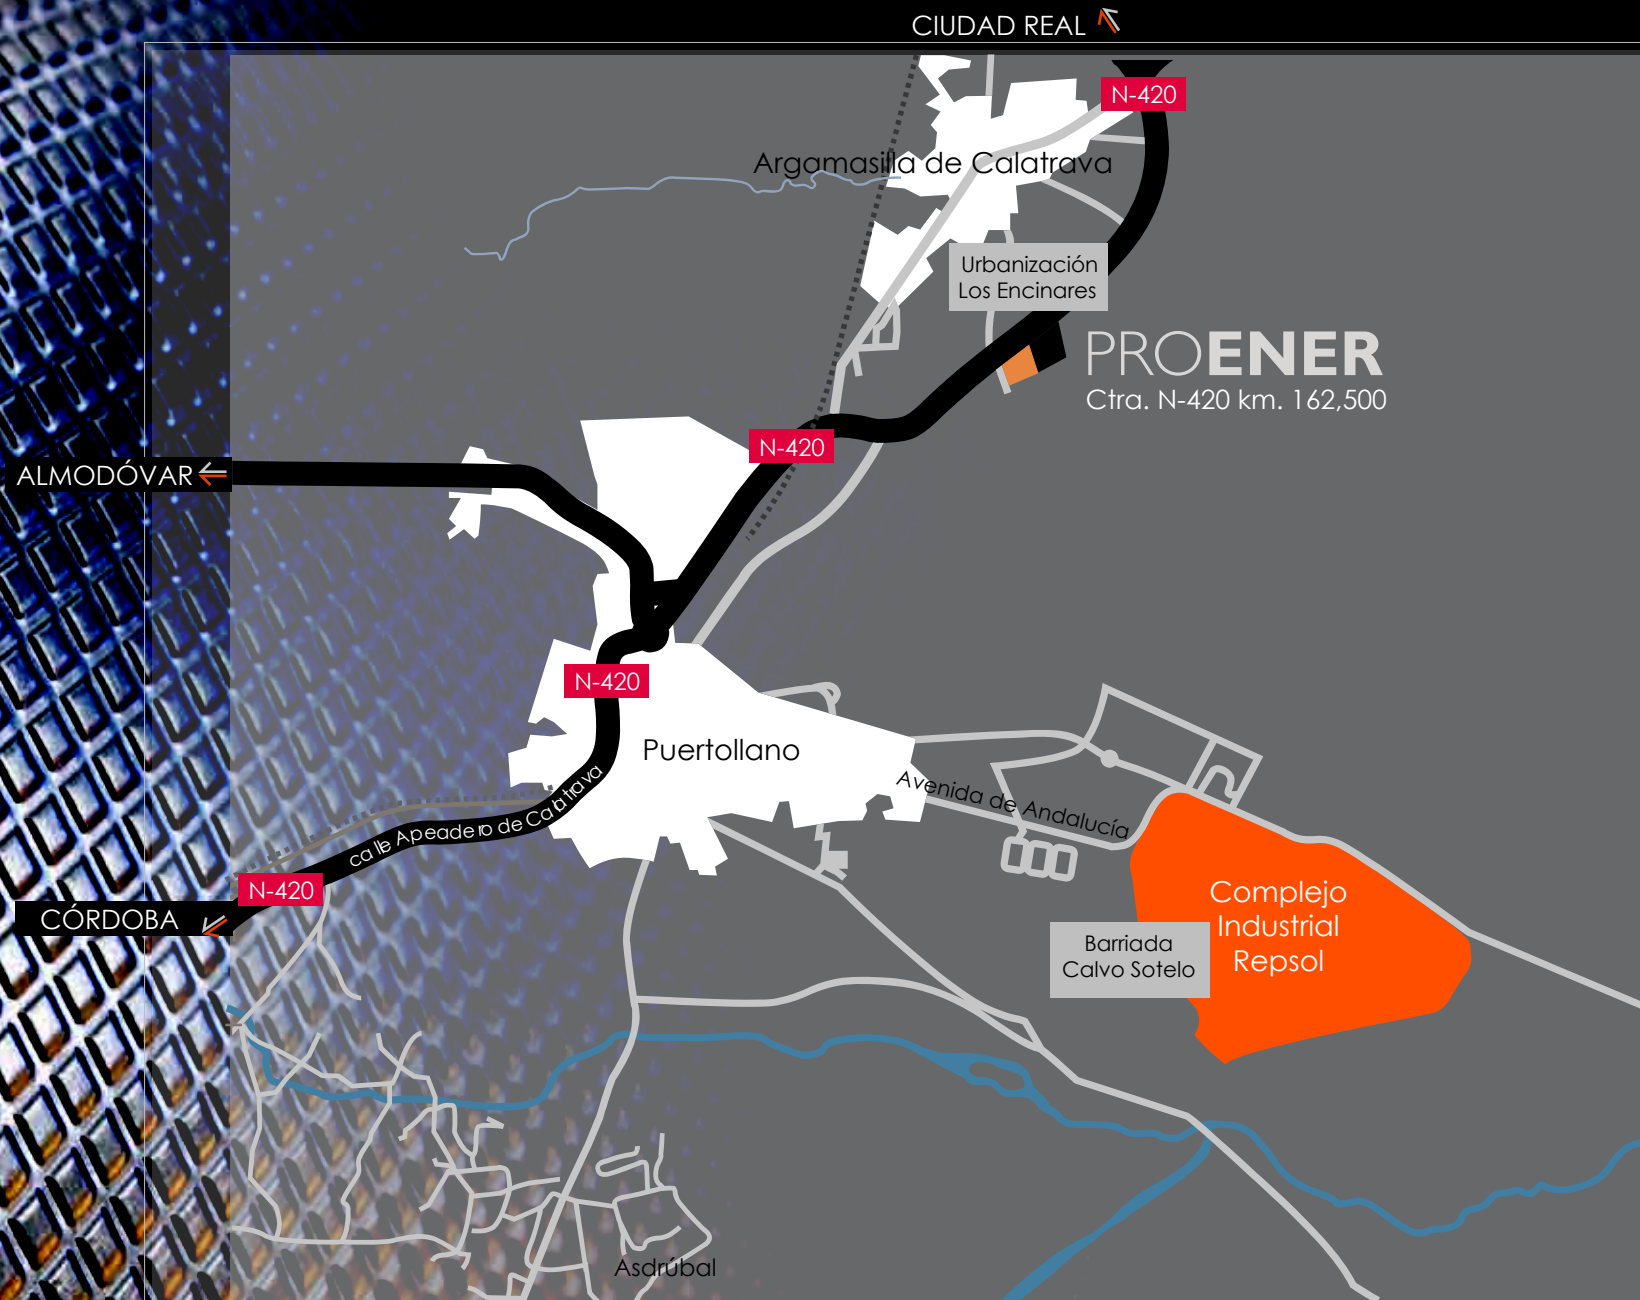 CIUDAD REAL
N-420
Argamasilla de Calatrava
Urbanización
Los Encinares
PROENER
Ctra. N-420 km. 162,500
N-420
ALMODÓVAR
N-420
Puertollano
Avenida de Andalucía
calle Apeadero de Calatrava
N-420
CÓRDOBA
Complejo
Industrial
Repsol
Barriada
Calvo Sotelo
Asdrúbal